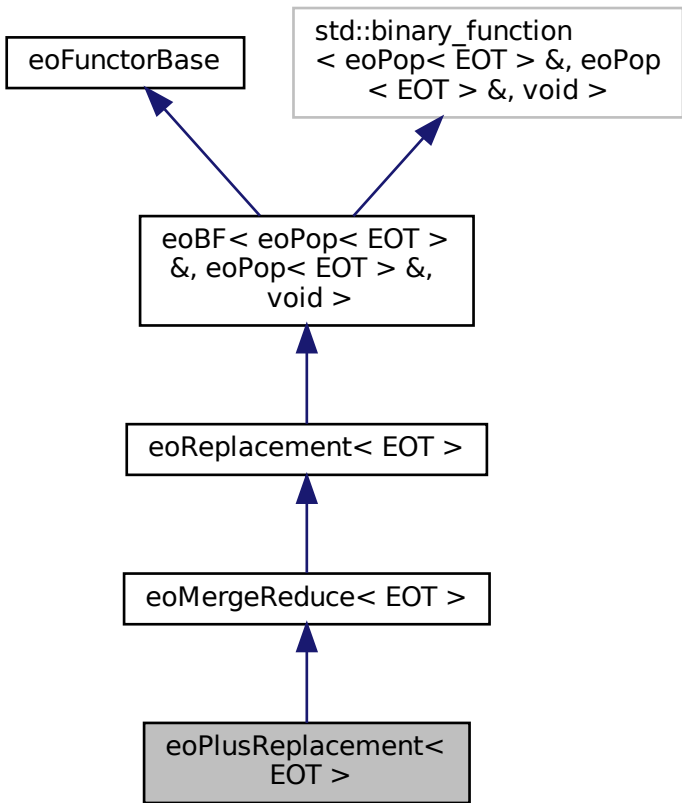 eoFunctorBase
std::binary_function
< eoPop< EOT > &, eoPop
< EOT > &, void >
eoBF< eoPop< EOT >
&, eoPop< EOT > &,
void >
eoReplacement< EOT >
eoMergeReduce< EOT >
eoPlusReplacement<
EOT >